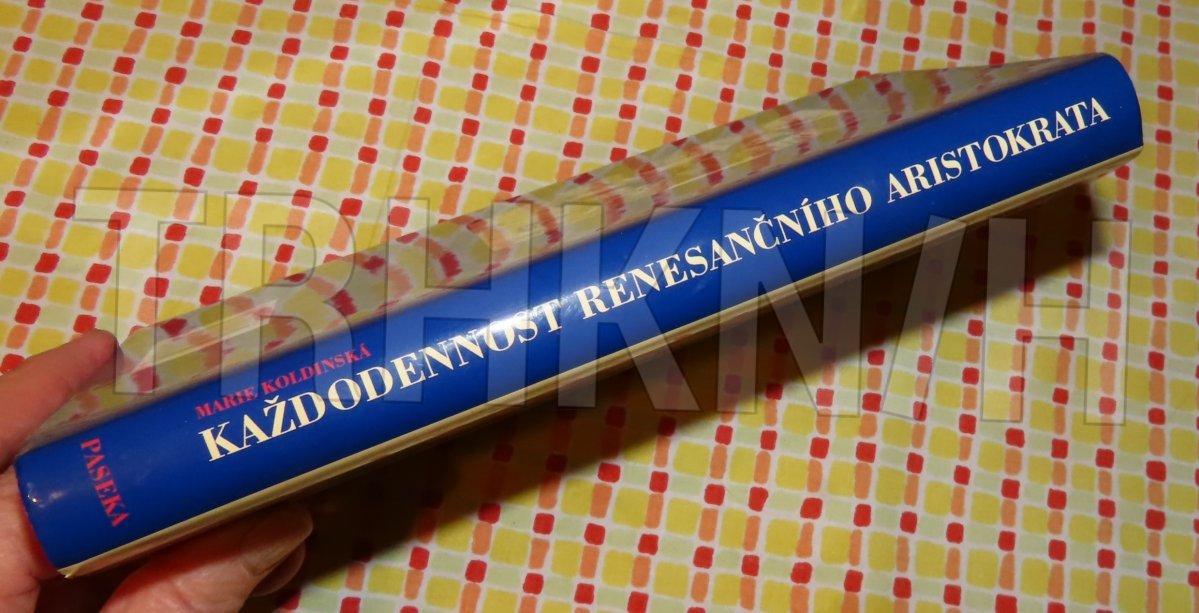 MARIE KOLDINSKÁ
KAŽDODENNOST RENESANČNÍHO ARISTOKRATA
PASEKA
TRHKNIH